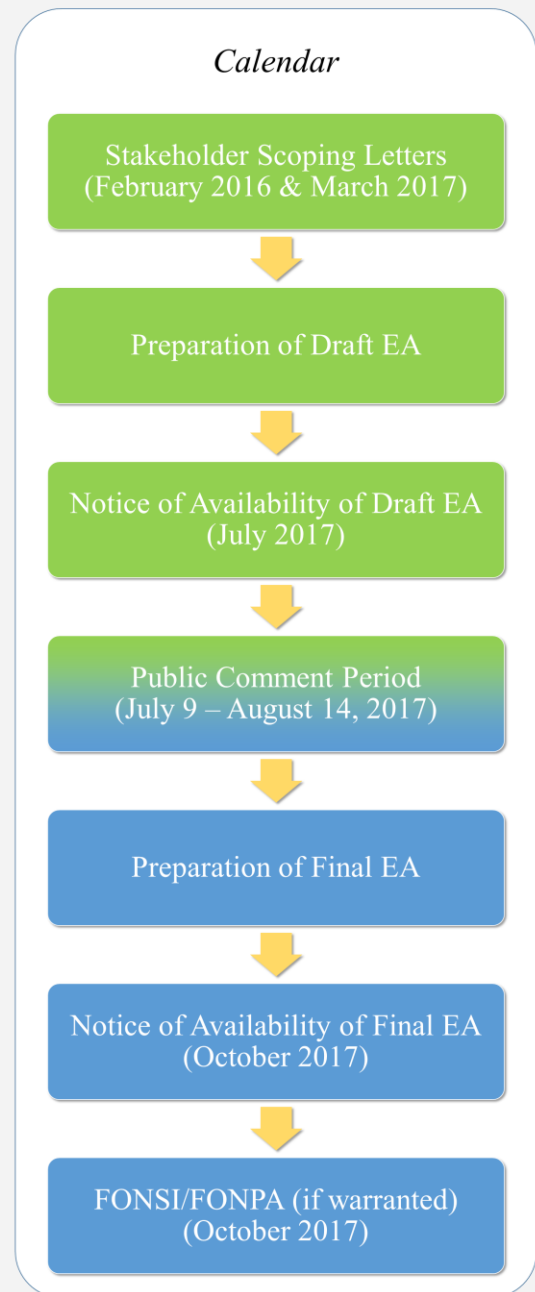 Calendar
Stakeholder Scoping Letters
(February 2016 & March 2017)
Preparation of Draft EA
Notice of Availability of Draft EA
(July 2017)
Public Comment Period
(July 9 – August 14, 2017)
Preparation of Final EA
Notice of Availability of Final EA
(October 2017)
FONSI/FONPA (if warranted)
(October 2017)